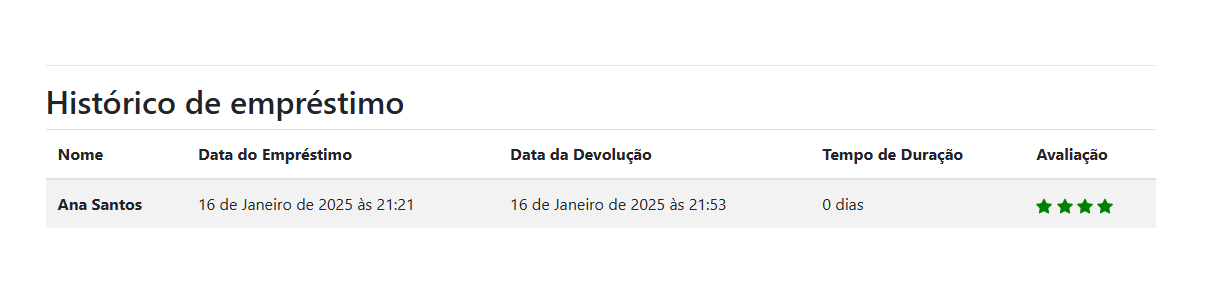 Histórico de empréstimo
Nome Data do Empréstimo Data da Devolução Tempo de Duração Avaliação
Ana Santos 16 de Janeiro de 2025 às 21:21 16 de Janeiro de 2025 às 21:53 0 dias